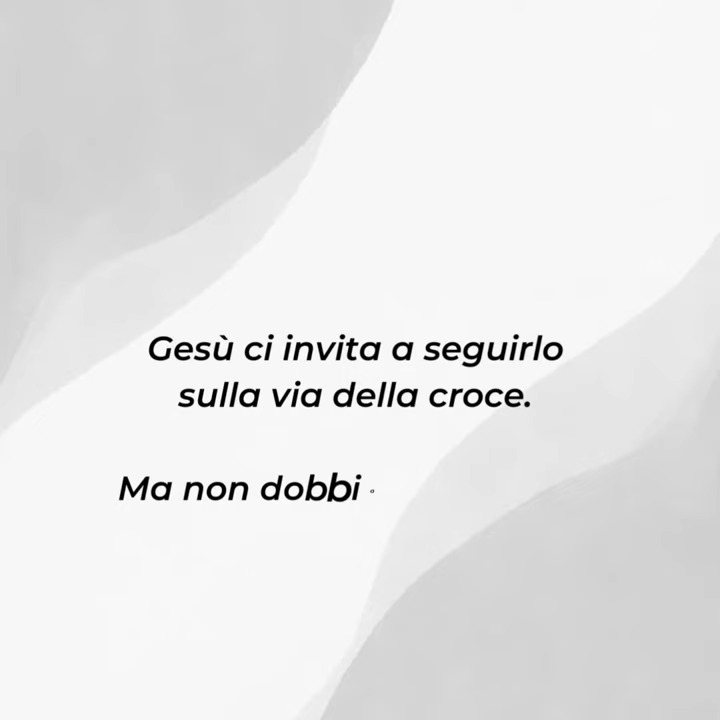 Gesù ci invita a seguirlo
sulla via della croce.
Ma non dobbi